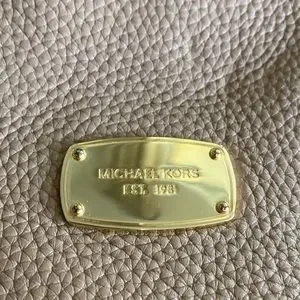 MICHAEL KORS
EST. 1981